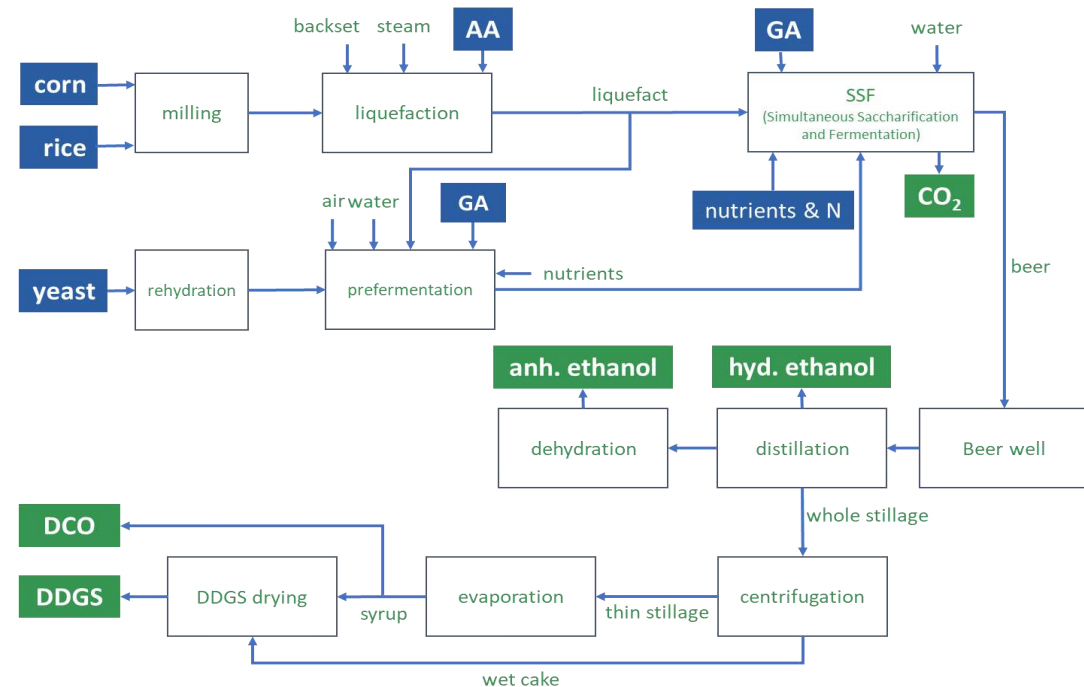 backset steam AA GA water
corn
rice
milling
liquefaction
liquefact
SSF
(Simultaneous Saccharification
and Fermentation)
nutrients & N
CO₂
air water GA
nutrients
yeast
rehydration
prefermentation
beer
anh. ethanol
hyd. ethanol
dehydration
distillation
Beer well
whole stillage
DCO
DDGS
DDGS drying
syrup
evaporation
thin stillage
centrifugation
wet cake